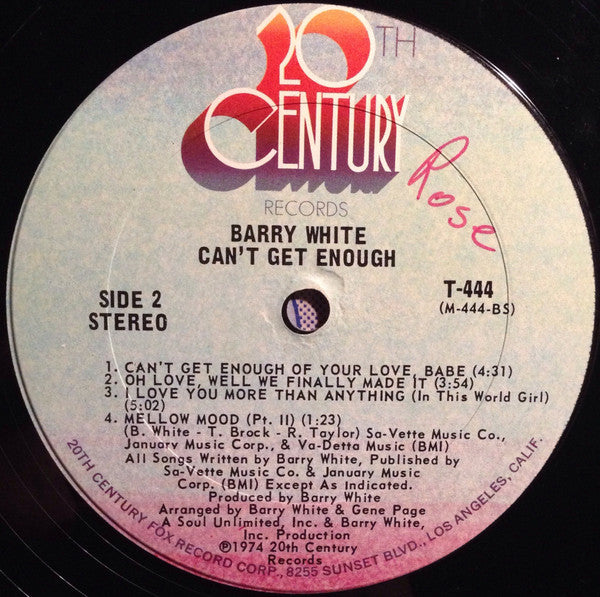 20TH
CENTURY
RECORDS
Rose
BARRY WHITE
CAN'T GET ENOUGH
SIDE 2
STEREO
T-444
(M-444-BS)
1. CAN'T GET ENOUGH OF YOUR LOVE, BABE (4:31)
2. OH LOVE, WELL WE FINALLY MADE IT (3:54)
3. I LOVE YOU MORE THAN ANYTHING (In This World Girl)
(5:02)
4. MELLOW MOOD (Pt. II) (1:23)
(B. White - T. Brock - R. Taylor) Sa-Vette Music Co.,
January Music Corp., & Va-Detta Music (BMI)
All Songs Written by Barry White, Published by
Sa-Vette Music Co. & January Music
Corp. (BMI) Except As Indicated.
Produced by Barry White
Arranged by Barry White & Gene Page
A Soul Unlimited, Inc. & Barry White,
Inc. Production
℗1974 20th Century
Records
20TH CENTURY FOX RECORD CORP., 8255 SUNSET BLVD., LOS ANGELES, CALIF.